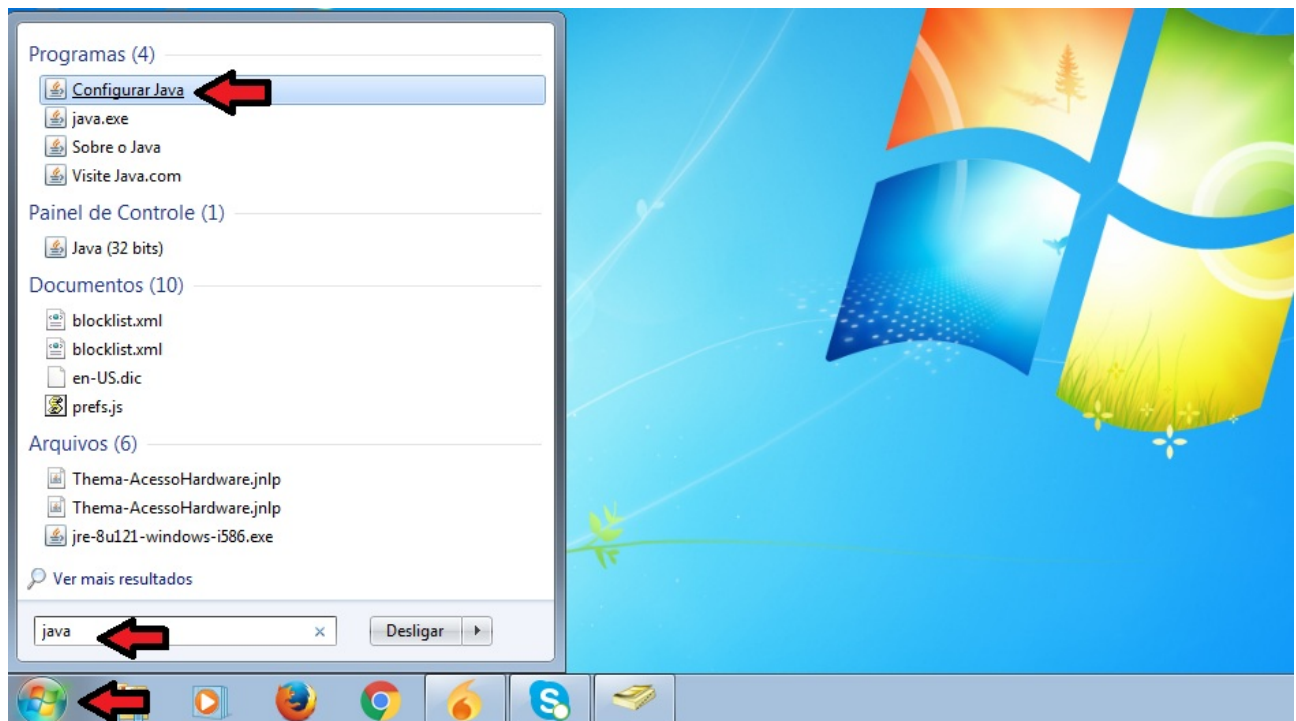 Programas (4)
Configurar Java
java.exe
Sobre o Java
Visite Java.com
Painel de Controle (1)
Java (32 bits)
Documentos (10)
blocklist.xml
blocklist.xml
en-US.dic
prefs.js
Arquivos (6)
Thema-AcessoHardware.jnlp
Thema-AcessoHardware.jnlp
jre-8u121-windows-i586.exe
Ver mais resultados
java
Desligar